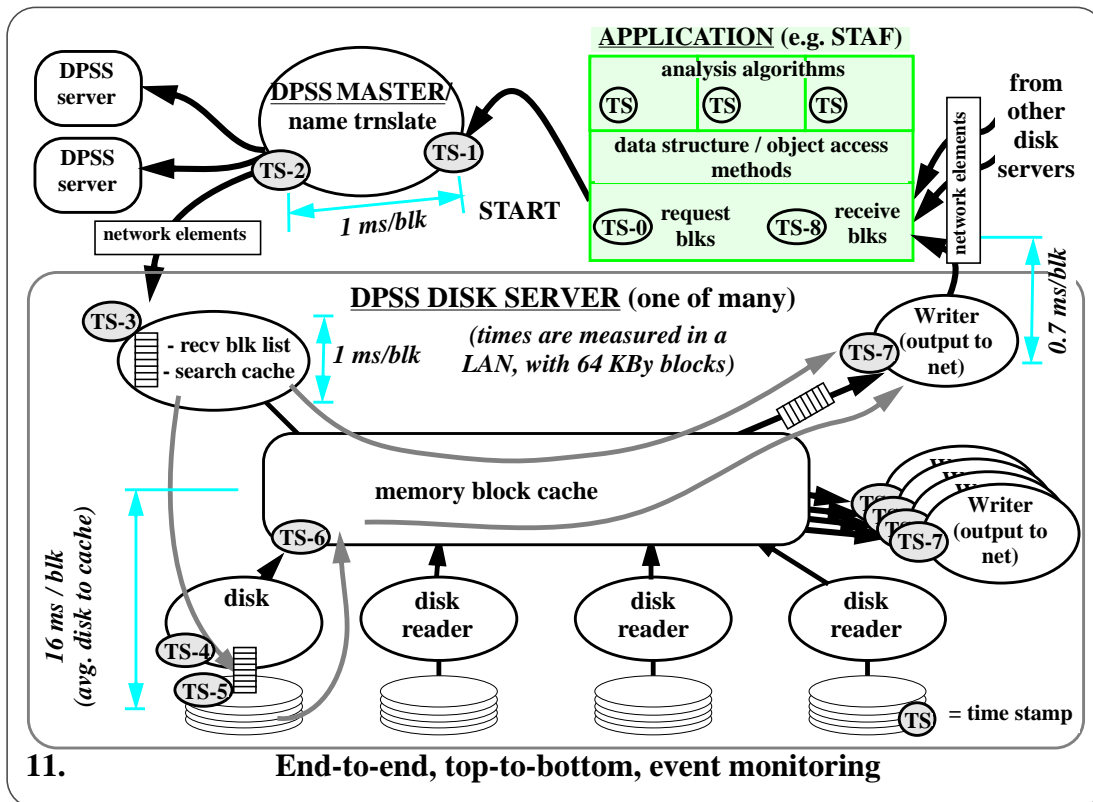 APPLICATION (e.g. STAF)
analysis algorithms
TS
TS
TS
data structure / object access
methods
TS-0
request
blks
TS-8
receive
blks
from
other
disk
servers
network elements
0.7 ms/blk
DPSS
server
DPSS
server
DPSS MASTER/
name trnslate
TS-1
TS-2
1 ms/blk
START
network elements
DPSS DISK SERVER (one of many)
(times are measured in a
LAN, with 64 KBy blocks)
TS-3
- recv blk list
- search cache
1 ms/blk
Writer
(output to
net)
TS-7
memory block cache
TS-6
Writer
(output to
net)
TS-7
16 ms / blk
(avg. disk to cache)
disk
TS-4
TS-5
disk
reader
disk
reader
disk
reader
TS
= time stamp
11.
End-to-end, top-to-bottom, event monitoring